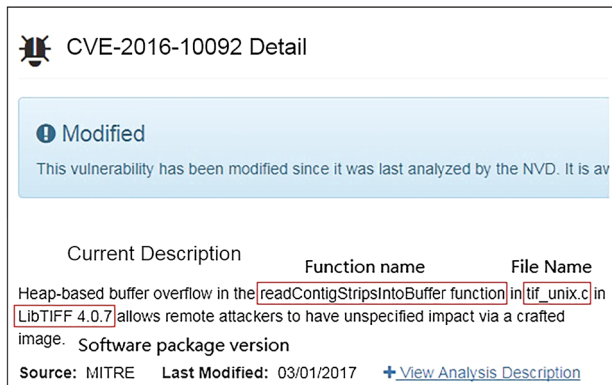 CVE-2016-10092 Detail
Modified
This vulnerability has been modified since it was last analyzed by the NVD. It is
Current Description
Function name File Name
Heap-based buffer overflow in the readContigStripsIntoBuffer function in tif_unix.c in
LibTIFF 4.0.7 allows remote attackers to have unspecified impact via a crafted
image. Software package version
Source: MITRE Last Modified: 03/01/2017 +View Analysis Description